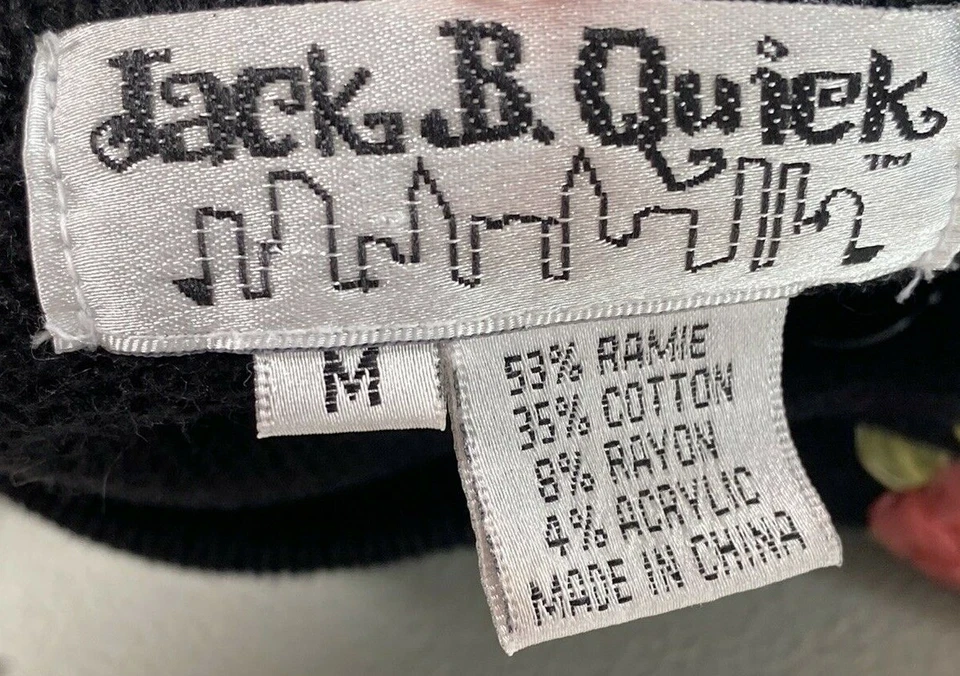 Jack B. Quick
TM
M
53% RAMIE
35% COTTON
8% RAYON
4% ACRYLIC
MADE IN CHINA